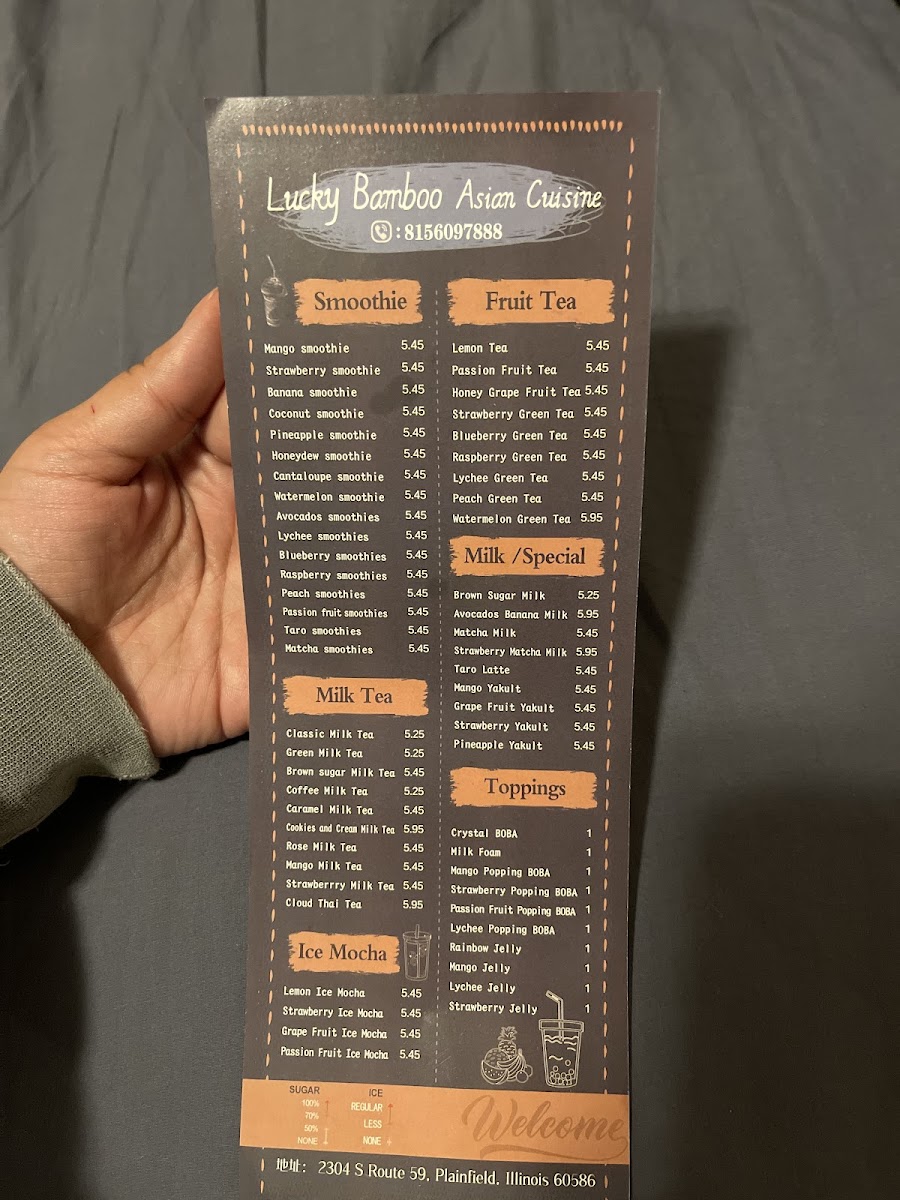 Lucky Bamboo Asian Cuisine
: 8156097888
Smoothie
Mango smoothie 5.45
Strawberry smoothie 5.45
Banana smoothie 5.45
Coconut smoothie 5.45
Pineapple smoothie 5.45
Honeydew smoothie 5.45
Cantaloupe smoothie 5.45
Watermelon smoothie 5.45
Avocados smoothies 5.45
Lychee smoothies 5.45
Blueberry smoothies 5.45
Raspberry smoothies 5.45
Peach smoothies 5.45
Passion fruit smoothies 5.45
Taro smoothies 5.45
Matcha smoothies 5.45
Milk Tea
Classic Milk Tea 5.25
Green Milk Tea 5.25
Brown sugar Milk Tea 5.45
Coffee Milk Tea 5.25
Caramel Milk Tea 5.45
Cookies and Cream Milk Tea 5.95
Rose Milk Tea 5.45
Mango Milk Tea 5.45
Strawberrry Milk Tea 5.45
Cloud Thai Tea 5.95
Ice Mocha
Lemon Ice Mocha 5.45
Strawberry Ice Mocha 5.45
Grape Fruit Ice Mocha 5.45
Passion Fruit Ice Mocha 5.45
Fruit Tea
Lemon Tea 5.45
Passion Fruit Tea 5.45
Honey Grape Fruit Tea 5.45
Strawberry Green Tea 5.45
Blueberry Green Tea 5.45
Raspberry Green Tea 5.45
Lychee Green Tea 5.45
Peach Green Tea 5.45
Watermelon Green Tea 5.95
Milk /Special
Brown Sugar Milk 5.25
Avocados Banana Milk 5.95
Matcha Milk 5.45
Strawberry Matcha Milk 5.95
Taro Latte 5.45
Mango Yakult 5.45
Grape Fruit Yakult 5.45
Strawberry Yakult 5.45
Pineapple Yakult 5.45
Toppings
Crystal BOBA 1
Milk Foam 1
Mango Popping BOBA 1
Strawberry Popping BOBA 1
Passion Fruit Popping BOBA 1
Lychee Popping BOBA 1
Rainbow Jelly 1
Mango Jelly 1
Lychee Jelly 1
Strawberry Jelly 1
SUGAR
100%
70%
50%
NONE
ICE
REGULAR
LESS
NONE
Welcome
地址: 2304 S Route 59, Plainfield, Illinois 60586